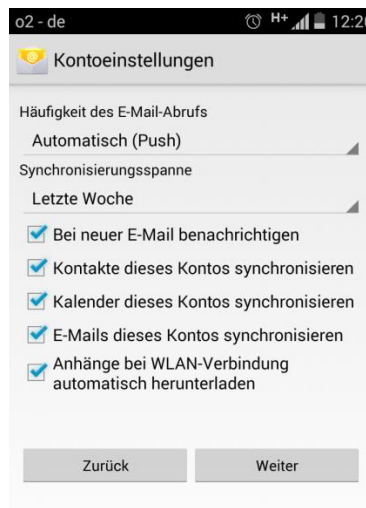 o2 - de H+ 12:20
Kontoeinstellungen
Häufigkeit des E-Mail-Abrufs
Automatisch (Push)
Synchronisierungsspanne
Letzte Woche
Bei neuer E-Mail benachrichtigen
Kontakte dieses Kontos synchronisieren
Kalender dieses Kontos synchronisieren
E-Mails dieses Kontos synchronisieren
Anhänge bei WLAN-Verbindung
automatisch herunterladen
Zurück Weiter